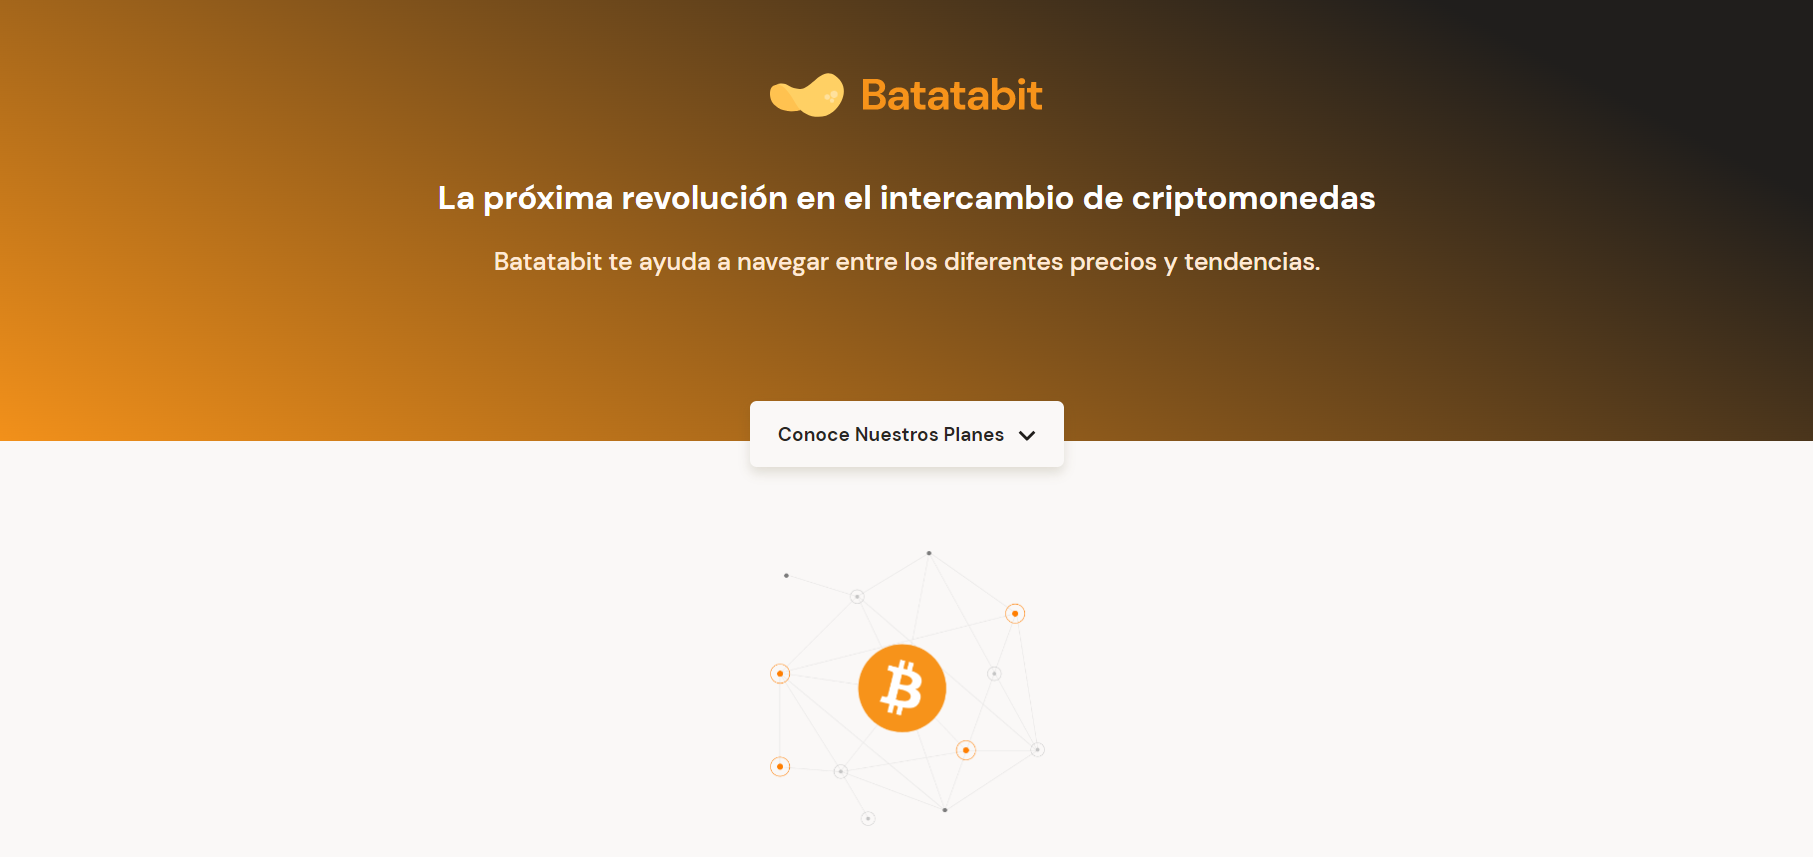 Batatabit
La próxima revolución en el intercambio de criptomonedas
Batatabit te ayuda a navegar entre los diferentes precios y tendencias.
Conoce Nuestros Planes